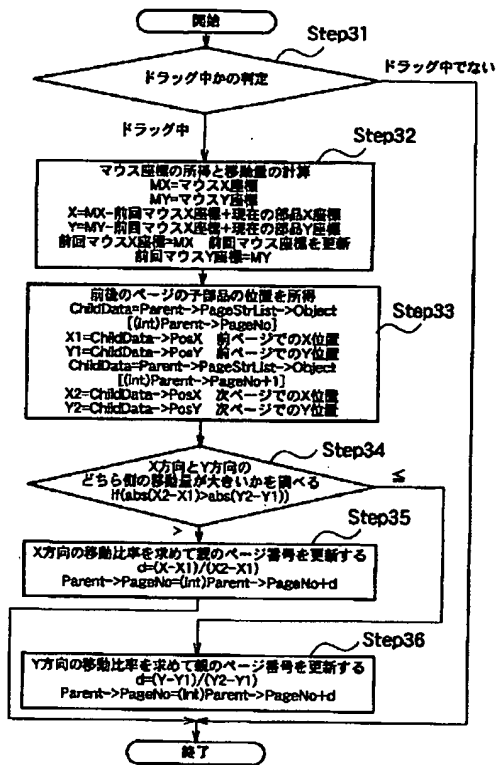 開始
Step31
ドラッグ中かの判定
ドラッグ中でない
ドラッグ中
Step32
マウス座標の所得と移動量の計算
MX=マウスX座標
MY=マウスY座標
X=MX-前回マウスX座標+現在の部品X座標
Y=MY-前回マウスX座標+現在の部品Y座標
前回マウスX座標=MX 前回マウス座標を更新
前回マウスY座標=MY
Step33
前後のページの子部品の位置を所得
ChildData=Parent->PageStrList->Object
[(int)Parent->PageNo]
X1=ChildData->PosX 前ページでのX位置
Y1=ChildData->PosY 前ページでのY位置
ChildData=Parent->PageStrList->Object
[(int)Parent->PageNo+1]
X2=ChildData->PosX 次ページでのX位置
Y2=ChildData->PosY 次ページでのY位置
Step34
X方向とY方向の
どちら側の移動量が大きいかを調べる
if(abs(X2-X1)>abs(Y2-Y1))
≦
>
Step35
X方向の移動比率を求めて親のページ番号を更新する
d=(X-X1)/(X2-X1)
Parent->PageNo=(int)Parent->PageNo+d
Step36
Y方向の移動比率を求めて親のページ番号を更新する
d=(Y-Y1)/(Y2-Y1)
Parent->PageNo=(int)Parent->PageNo+d
終了